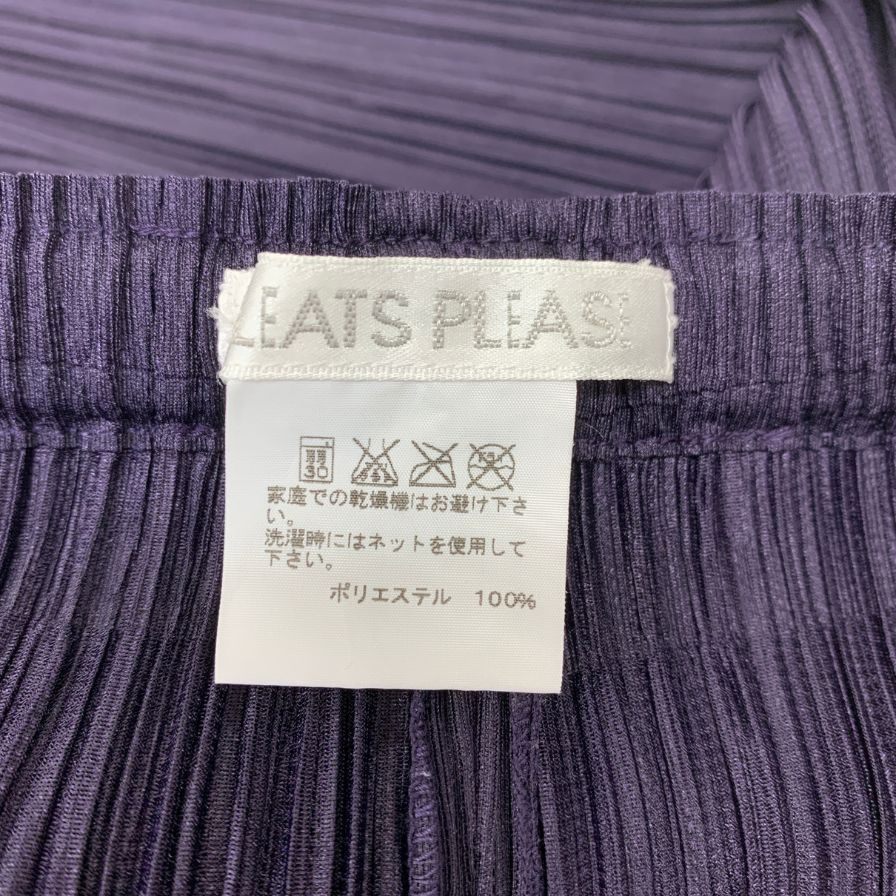 LEATS PLEASE
30
家庭での乾燥機はお避け下さ
い。
洗濯時にはネットを使用して
下さい。
ポリエステル 100%